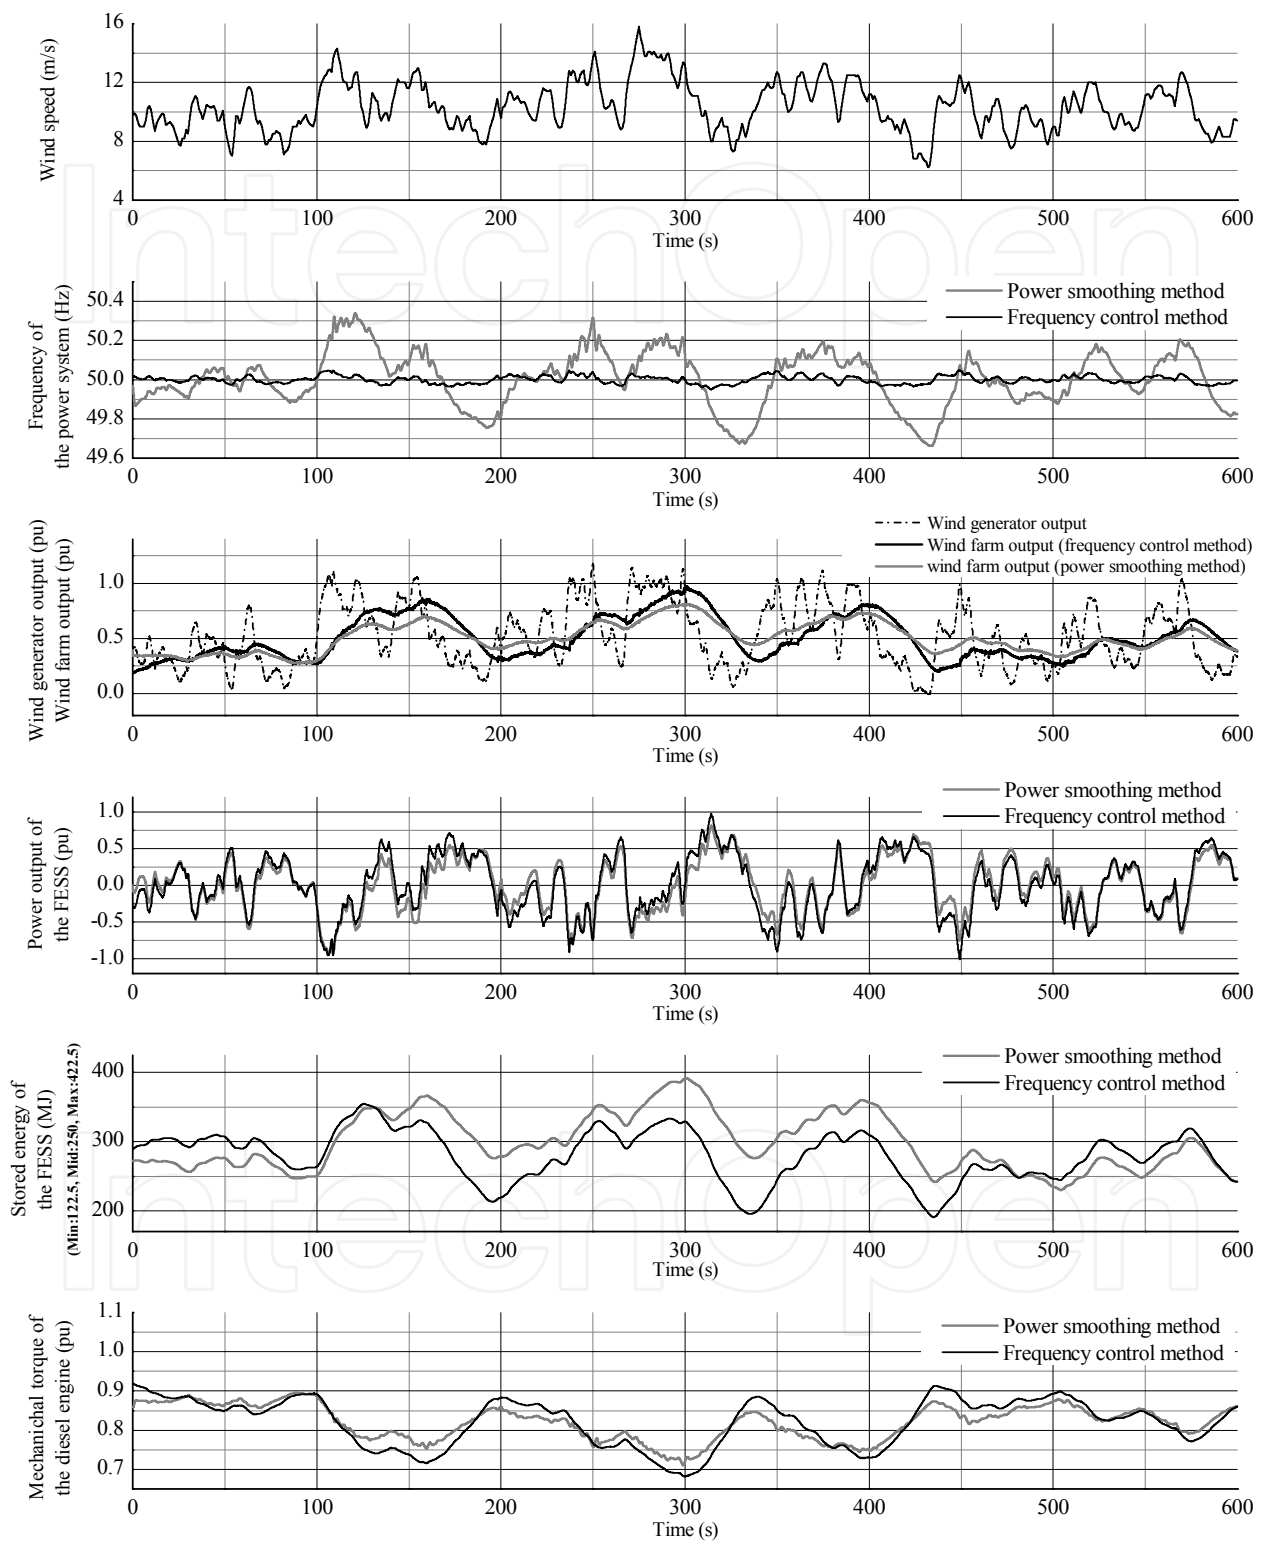 16
12
8
4
Wind speed (m/s)
0 100 200 300 400 500 600
Time (s)
IntechOpen
50.4
50.2
50.0
49.8
49.6
Frequency of
the power system (Hz)
Power smoothing method
Frequency control method
0 100 200 300 400 500 600
Time (s)
Wind generator output
Wind farm output (frequency control method)
wind farm output (power smoothing method)
1.0
0.5
0.0
Wind generator output (pu)
Wind farm output (pu)
0 100 200 300 400 500 600
Time (s)
Power smoothing method
Frequency control method
1.0
0.5
0.0
-0.5
-1.0
Power output of
the FESS (pu)
0 100 200 300 400 500 600
Time (s)
Power smoothing method
Frequency control method
400
300
200
Stored energy of
the FESS (MJ)
(Min:122.5, Mid:250, Max:422.5)
0 100 200 300 400 500 600
Time (s)
IntechOpen
1.1
1.0
0.9
0.8
0.7
Mechanichal torque of
the diesel engine (pu)
Power smoothing method
Frequency control method
0 100 200 300 400 500 600
Time (s)